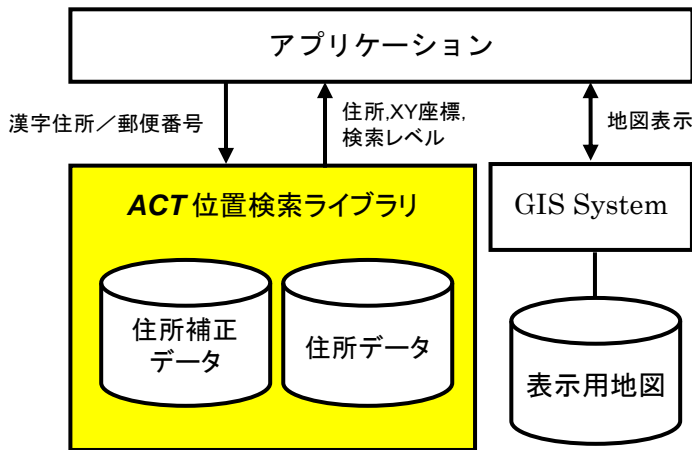 アプリケーション
漢字住所／郵便番号
住所,XY座標,
検索レベル
地図表示
ACT 位置検索ライブラリ
GIS System
住所補正
データ
住所データ
表示用地図